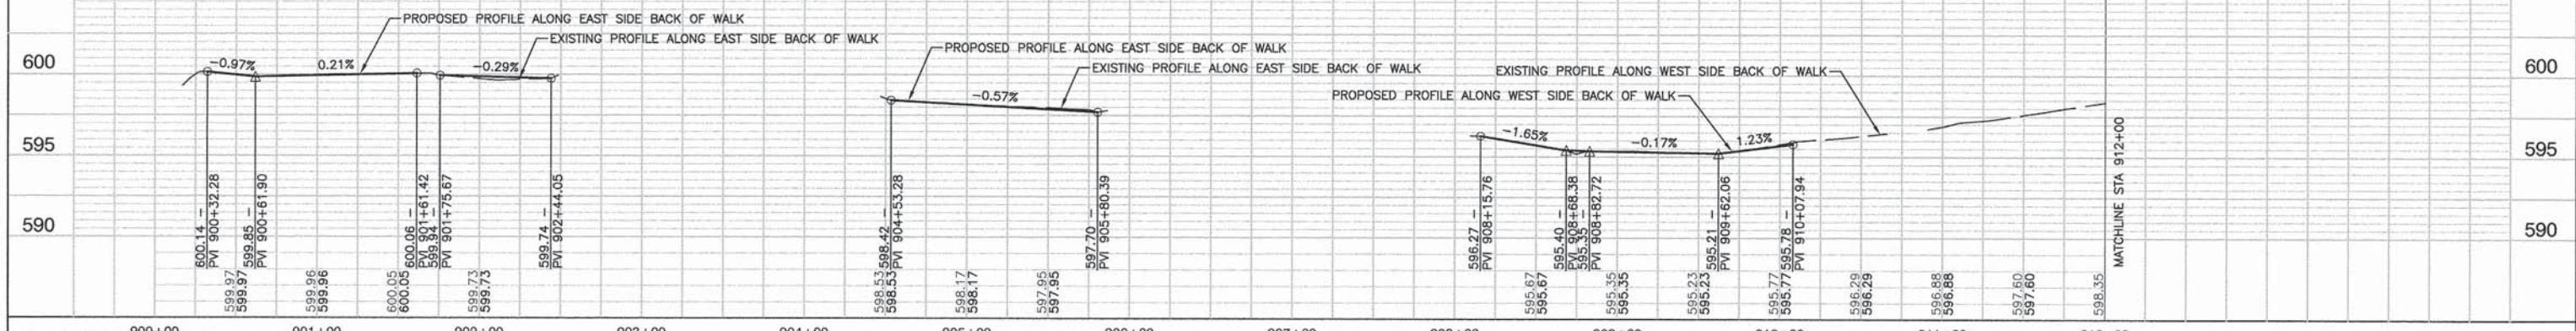 PROPOSED PROFILE ALONG EAST SIDE BACK OF WALK
EXISTING PROFILE ALONG EAST SIDE BACK OF WALK
PROPOSED PROFILE ALONG EAST SIDE BACK OF WALK
EXISTING PROFILE ALONG EAST SIDE BACK OF WALK
EXISTING PROFILE ALONG WEST SIDE BACK OF WALK
PROPOSED PROFILE ALONG WEST SIDE BACK OF WALK
600
-0.97%
0.21%
-0.29%
-0.57%
600
595
-1.65%
-0.17%
1.23%
595
590
590
600.14 -
PVI 900+32.28
599.85 -
PVI 900+61.90
600.06 -
PVI 901+61.42
599.94 -
PVI 901+75.67
599.74 -
PVI 902+44.05
598.42 -
PVI 904+53.28
597.70 -
PVI 905+80.39
596.27 -
PVI 908+15.76
595.40 -
PVI 908+68.38
595.35 -
PVI 908+82.72
595.21 -
PVI 909+62.06
595.78 -
PVI 910+07.94
MATCHLINE STA 912+00
599.97
599.97
599.96
599.96
600.05
600.05
599.73
599.73
598.53
598.53
598.17
598.17
597.95
597.95
595.67
595.67
595.35
595.35
595.23
595.23
595.77
595.77
596.29
596.29
596.88
596.88
597.60
597.60
598.35